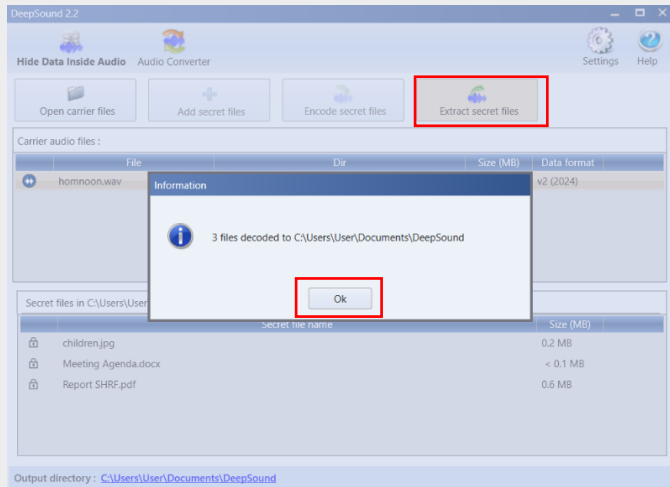 DeepSound 2.2
Hide Data Inside Audio Audio Converter Settings Help
Open carrier files Add secret files Encode secret files Extract secret files
Carrier audio files :
File Dir Size (MB) Data format
homnoon.wav v2 (2024)
Information
3 files decoded to C:\Users\User\Documents\DeepSound
Ok
Secret files in C:\Users\User
Secret file name Size (MB)
children.jpg 0.2 MB
Meeting Agenda.docx < 0.1 MB
Report SHRF.pdf 0.6 MB
Output directory : C:\Users\User\Documents\DeepSound